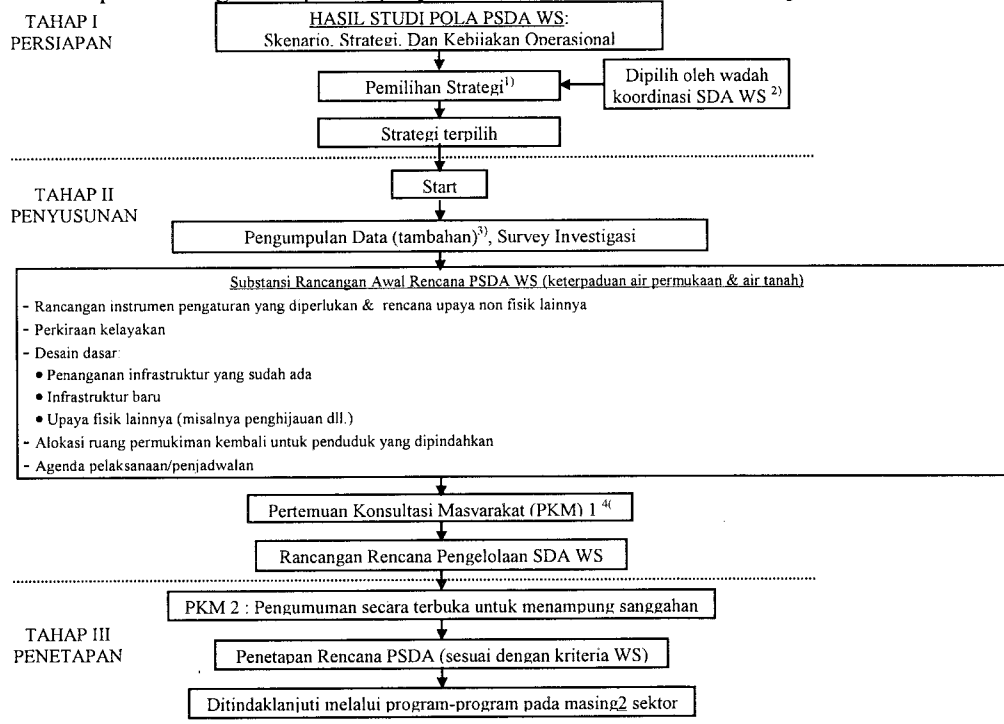 TAHAP I
PERSIAPAN
HASIL STUDI POLA PSDA WS:
Skenario, Strategi, Dan Kebijakan Operasional
Pemilihan Strategi1)
Dipilih oleh wadah
koordinasi SDA WS 2)
Strategi terpilih
TAHAP II
PENYUSUNAN
Start
Pengumpulan Data (tambahan)3), Survey Investigasi
Substansi Rancangan Awal Rencana PSDA WS (keterpaduan air permukaan & air tanah)
- Rancangan instrumen pengaturan yang diperlukan & rencana upaya non fisik lainnya
- Perkiraan kelayakan
- Desain dasar:
• Penanganan infrastruktur yang sudah ada
• Infrastruktur baru
• Upaya fisik lainnya (misalnya penghijauan dll.)
- Alokasi ruang permukiman kembali untuk penduduk yang dipindahkan
- Agenda pelaksanaan/penjadwalan
Pertemuan Konsultasi Masyarakat (PKM) 1 4(
Rancangan Rencana Pengelolaan SDA WS
TAHAP III
PENETAPAN
PKM 2 : Pengumuman secara terbuka untuk menampung sanggahan
Penetapan Rencana PSDA (sesuai dengan kriteria WS)
Ditindaklanjuti melalui program-program pada masing2 sektor